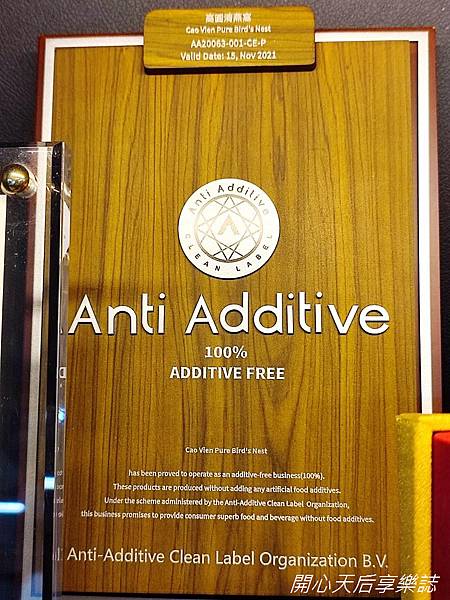 高圓清燕窩
Cao Vien Pure Bird's Nest
AA20063-001-CE-P
Valid Date: 15, Nov 2021
Anti Additive
CLEAN LABEL
Anti Additive
100%
ADDITIVE FREE
Cao Vien Pure Bird's Nest
has been proved to operate as an additive-free business(100%).
These products are produced without adding any artificial food additives.
Under the scheme administered by the Anti-Additive Clean Label Organization,
this business promises to provide consumer superb food and beverage without food additives.
Anti-Additive Clean Label Organization B.V.
開心天后享樂誌